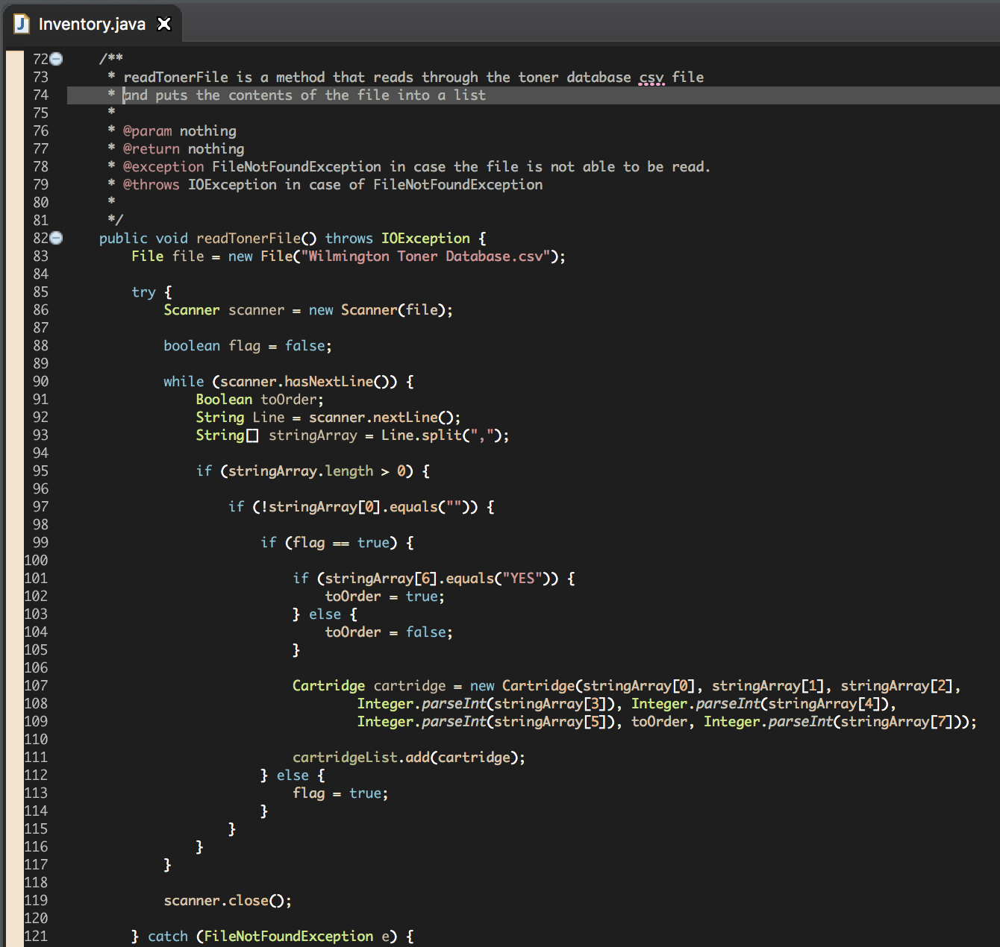 Inventory.java
72 /**
73  * readTonerFile is a method that reads through the toner database csv file
74  * and puts the contents of the file into a list
75  *
76  * @param nothing
77  * @return nothing
78  * @exception FileNotFoundException in case the file is not able to be read.
79  * @throws IOException in case of FileNotFoundException
80  *
81  */
82 public void readTonerFile() throws IOException {
83     File file = new File("Wilmington Toner Database.csv");
84
85     try {
86         Scanner scanner = new Scanner(file);
87
88         boolean flag = false;
89
90         while (scanner.hasNextLine()) {
91             Boolean toOrder;
92             String Line = scanner.nextLine();
93             String[] stringArray = Line.split(",");
94
95             if (stringArray.length > 0) {
96
97                 if (!stringArray[0].equals("")) {
98
99                     if (flag == true) {
100
101                         if (stringArray[6].equals("YES")) {
102                             toOrder = true;
103                         } else {
104                             toOrder = false;
105                         }
106
107                         Cartridge cartridge = new Cartridge(stringArray[0], stringArray[1], stringArray[2],
108                                 Integer.parseInt(stringArray[3]), Integer.parseInt(stringArray[4]),
109                                 Integer.parseInt(stringArray[5]), toOrder, Integer.parseInt(stringArray[7]));
110
111                         cartridgeList.add(cartridge);
112                     } else {
113                         flag = true;
114                     }
115                 }
116             }
117         }
118
119         scanner.close();
120
121     } catch (FileNotFoundException e) {